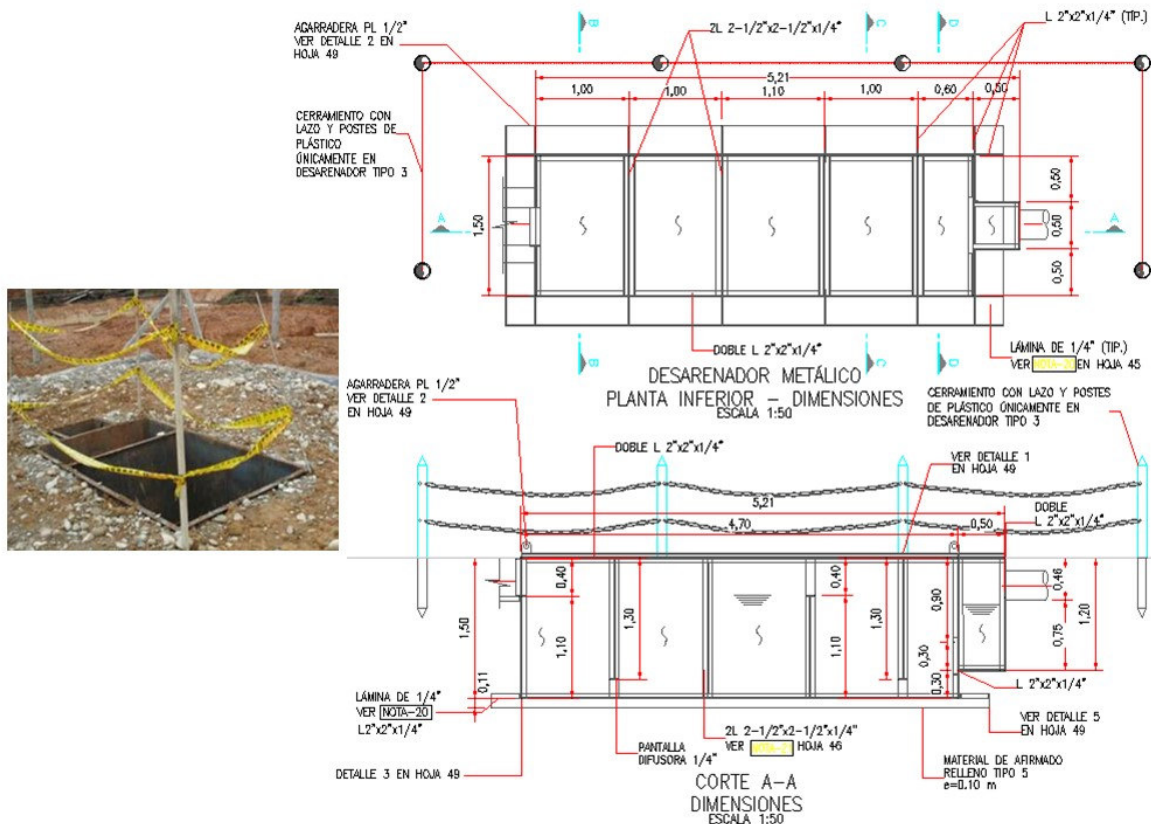 AGARRADERA PL 1/2"
VER DETALLE 2 EN
HOJA 49
B
2L 2-1/2"x2-1/2"x1/4"
C
D
L 2"x2"x1/4" (TÍP.)
5,21
1,00
1,00
1,10
1,00
0,60
0,50
CERRAMIENTO CON
LAZO Y POSTES DE
PLÁSTICO
ÚNICAMENTE EN
DESARENADOR TIPO 3
A
1,50
0,50
0,50
0,50
A
B
C
D
DOBLE L 2"x2"x1/4"
LÁMINA DE 1/4" (TIP.)
VER EN HOJA 45
DESARENADOR METÁLICO
PLANTA INFERIOR - DIMENSIONES
ESCALA 1:50
AGARRADERA PL 1/2"
VER DETALLE 2
EN HOJA 49
CERRAMIENTO CON LAZO Y POSTES
DE PLÁSTICO ÚNICAMENTE EN
DESARENADOR TIPO 3
DOBLE L 2"x2"x1/4"
VER DETALLE 1
EN HOJA 49
5,21
4,70
0,50
DOBLE
L 2"x2"x1/4"
1,50
0,11
0,40
1,10
1,30
0,40
1,10
1,30
0,90
0,30
0,30
0,46
0,75
1,20
L 2"x2"x1/4"
LÁMINA DE 1/4"
VER NOTA-20
L2"x2"x1/4"
PANTALLA
DIFUSORA 1/4"
2L 2-1/2"x2-1/2"x1/4"
VER HOJA 46
VER DETALLE 5
EN HOJA 49
DETALLE 3 EN HOJA 49
MATERIAL DE AFIRMADO
RELLENO TIPO 5
e=0.10 m
CORTE A-A
DIMENSIONES
ESCALA 1:50